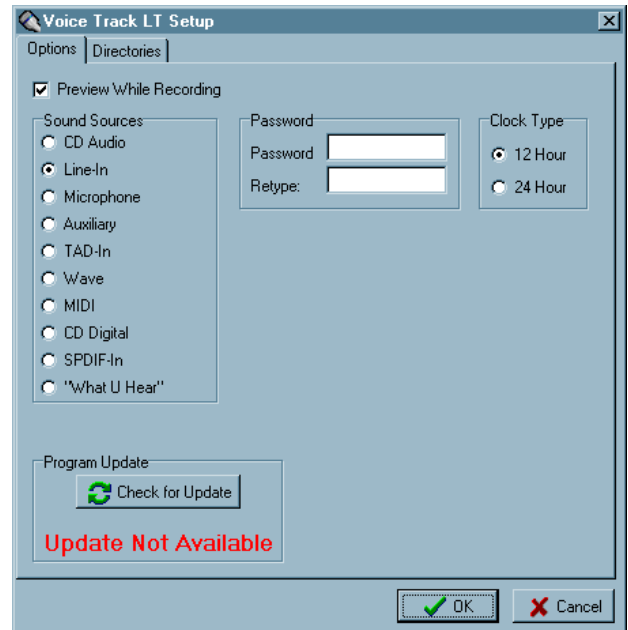 Voice Track LT Setup
Options
Directories
Preview While Recording
Sound Sources
CD Audio
Line-In
Microphone
Auxiliary
TAD-In
Wave
MIDI
CD Digital
SPDIF-In
"What U Hear"
Password
Password
Retype:
Clock Type
12 Hour
24 Hour
Program Update
Check for Update
Update Not Available
OK
Cancel